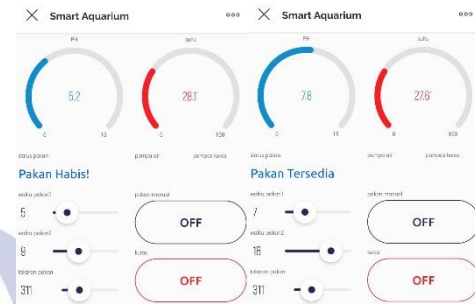 Smart Aquarium
PH
suhu
5.2
28.1°
0
15
0
100
status pakan
pompa air
pompa kuras
Pakan Habis!
waktu pakan1
pakan manual
5
OFF
waktu pakan2
kuras
9
OFF
takaran pakan
311
Smart Aquarium
PH
suhu
7.8
27.6°
0
15
0
100
status pakan
pompa air
pompa kuras
Pakan Tersedia
waktu pakan1
pakan manual
7
OFF
waktu pakan2
kuras
16
OFF
takaran pakan
311